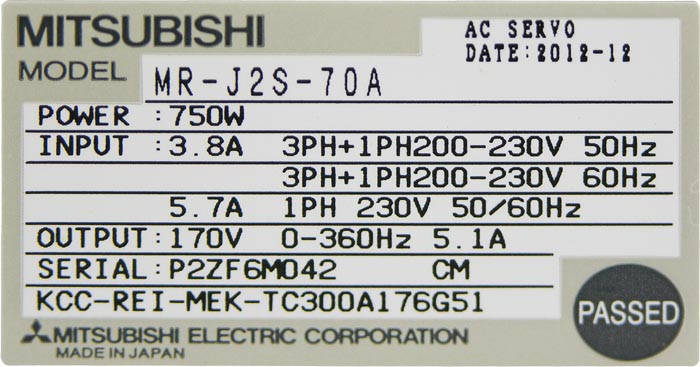 MITSUBISHI
AC SERVO
DATE:2012-12
MODEL MR-J2S-70A
POWER :750W
INPUT :3.8A 3PH+1PH200-230V 50Hz
3PH+1PH200-230V 60Hz
5.7A 1PH 230V 50/60Hz
OUTPUT:170V 0-360Hz 5.1A
SERIAL:P2ZF6M042 CM
KCC-REI-MEK-TC300A176G51
PASSED
MITSUBISHI ELECTRIC CORPORATION
MADE IN JAPAN